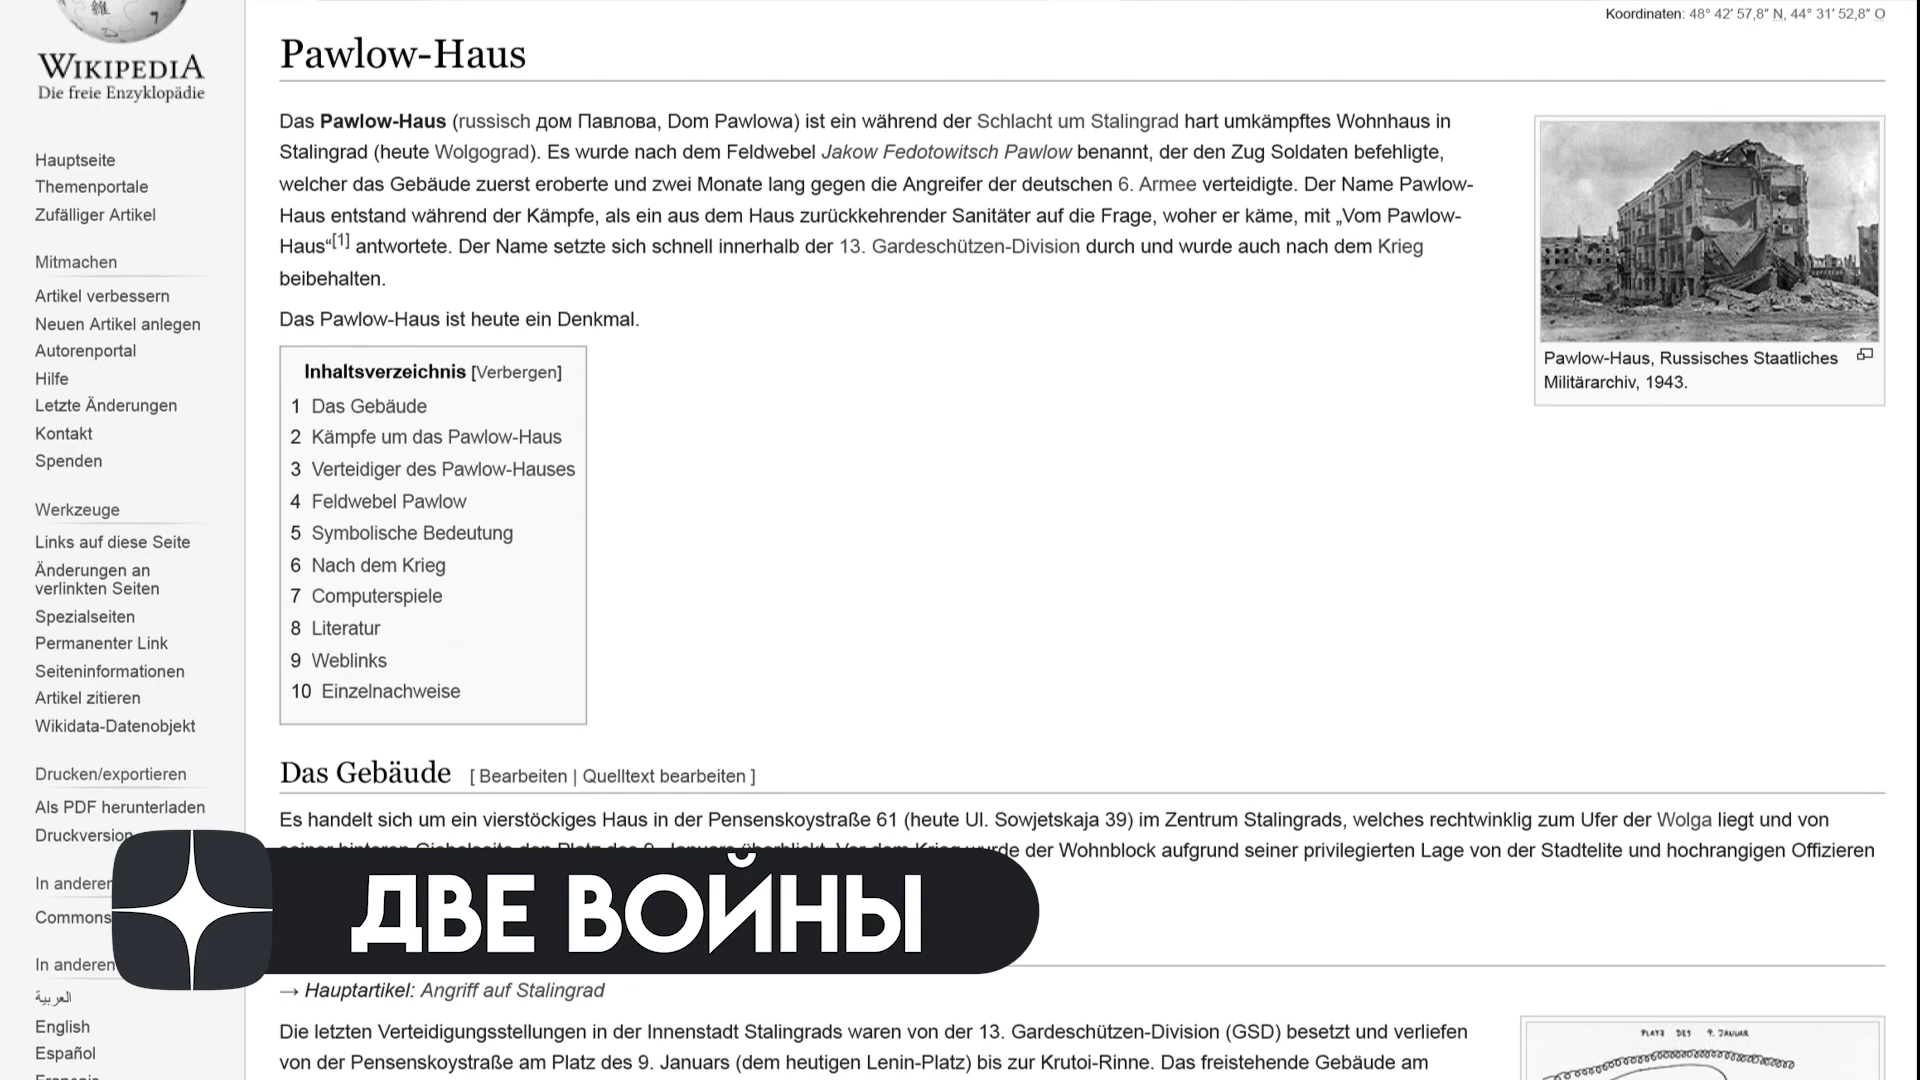 Koordinaten: 48° 42′ 57,8″ N, 44° 31′ 52,8″ O
WIKIPEDIA
Die freie Enzyklopädie
Hauptseite
Themenportale
Zufälliger Artikel
Mitmachen
Artikel verbessern
Neuen Artikel anlegen
Autorenportal
Hilfe
Letzte Änderungen
Kontakt
Spenden
Werkzeuge
Links auf diese Seite
Änderungen an
verlinkten Seiten
Spezialseiten
Permanenter Link
Seiteninformationen
Artikel zitieren
Wikidata-Datenobjekt
Drucken/exportieren
Als PDF herunterladen
Druckversion
In anderen
Commons
In anderen
العربية
English
Español
Pawlow-Haus
Das Pawlow-Haus (russisch дом Павлова, Dom Pawlowa) ist ein während der Schlacht um Stalingrad hart umkämpftes Wohnhaus in
Stalingrad (heute Wolgograd). Es wurde nach dem Feldwebel Jakow Fedotowitsch Pawlow benannt, der den Zug Soldaten befehligte,
welcher das Gebäude zuerst eroberte und zwei Monate lang gegen die Angreifer der deutschen 6. Armee verteidigte. Der Name Pawlow-
Haus entstand während der Kämpfe, als ein aus dem Haus zurückkehrender Sanitäter auf die Frage, woher er käme, mit „Vom Pawlow-
Haus“[1] antwortete. Der Name setzte sich schnell innerhalb der 13. Gardeschützen-Division durch und wurde auch nach dem Krieg
beibehalten.
Das Pawlow-Haus ist heute ein Denkmal.
Pawlow-Haus, Russisches Staatliches
Militärarchiv, 1943.
Inhaltsverzeichnis [Verbergen]
1 Das Gebäude
2 Kämpfe um das Pawlow-Haus
3 Verteidiger des Pawlow-Hauses
4 Feldwebel Pawlow
5 Symbolische Bedeutung
6 Nach dem Krieg
7 Computerspiele
8 Literatur
9 Weblinks
10 Einzelnachweise
Das Gebäude [ Bearbeiten | Quelltext bearbeiten ]
Es handelt sich um ein vierstöckiges Haus in der Pensenskoystraße 61 (heute Ul. Sowjetskaja 39) im Zentrum Stalingrads, welches rechtwinklig zum Ufer der Wolga liegt und von
der Wohnblock aufgrund seiner privilegierten Lage von der Stadtelite und hochrangigen Offizieren
ДВЕ ВОЙНЫ
→ Hauptartikel: Angriff auf Stalingrad
Die letzten Verteidigungsstellungen in der Innenstadt Stalingrads waren von der 13. Gardeschützen-Division (GSD) besetzt und verliefen
von der Pensenskoystraße am Platz des 9. Januars (dem heutigen Lenin-Platz) bis zur Krutoi-Rinne. Das freistehende Gebäude am
PLATZ DES 9. JANUAR